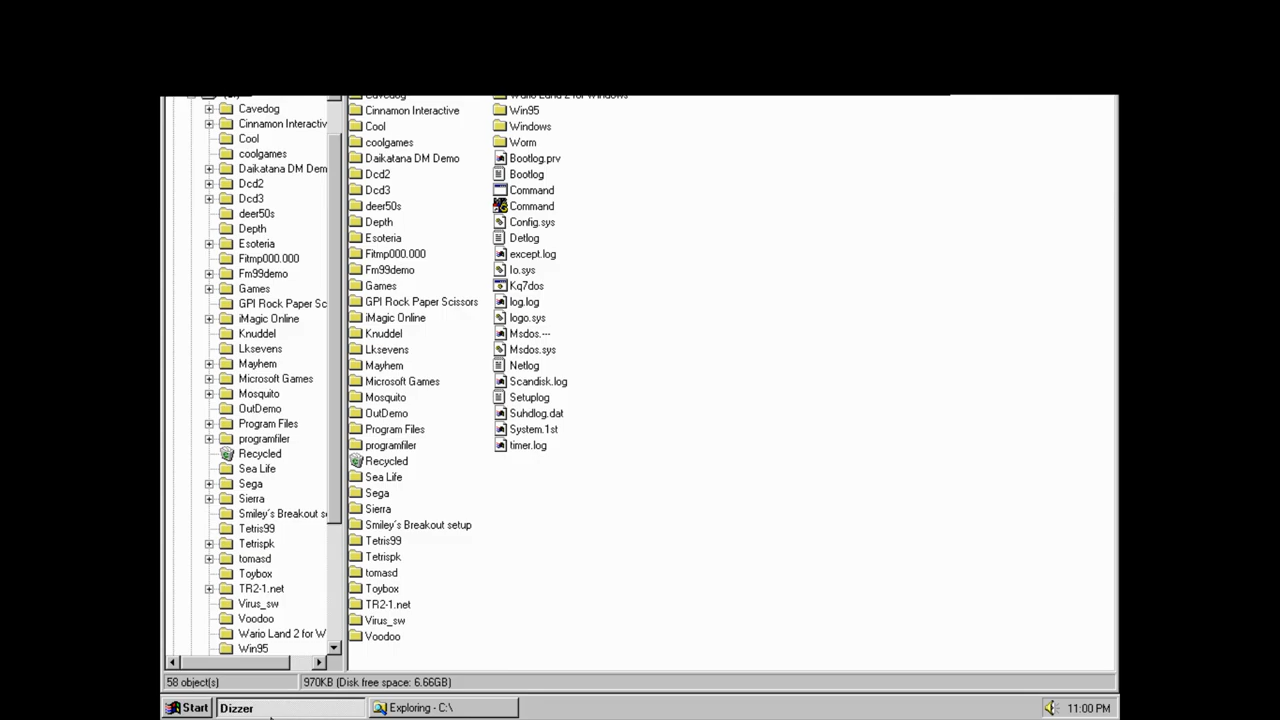 Cavedog
Cinnamon Interactiv
Cool
coolgames
Daikatana DM Dem
Dcd2
Dcd3
deer50s
Depth
Esoteria
Fitmp000.000
Fm99demo
Games
GPI Rock Paper Sc
iMagic Online
Knuddel
Lksevens
Mayhem
Microsoft Games
Mosquito
OutDemo
Program Files
programfiler
Recycled
Sea Life
Sega
Sierra
Smiley´s Breakout se
Tetris99
Tetrispk
tomasd
Toybox
TR2-1.net
Virus_sw
Voodoo
Wario Land 2 for W
Win95
Cavedog
Cinnamon Interactive
Cool
coolgames
Daikatana DM Demo
Dcd2
Dcd3
deer50s
Depth
Esoteria
Fitmp000.000
Fm99demo
Games
GPI Rock Paper Scissors
iMagic Online
Knuddel
Lksevens
Mayhem
Microsoft Games
Mosquito
OutDemo
Program Files
programfiler
Recycled
Sea Life
Sega
Sierra
Smiley´s Breakout setup
Tetris99
Tetrispk
tomasd
Toybox
TR2-1.net
Virus_sw
Voodoo
Wario Land 2 for Windows
Win95
Windows
Worm
Bootlog.prv
Bootlog
Command
Command
Config.sys
Detlog
except.log
Io.sys
Kq7dos
log.log
logo.sys
Msdos.---
Msdos.sys
Netlog
Scandisk.log
Setuplog
Suhdlog.dat
System.1st
timer.log
58 object(s)
970KB (Disk free space: 6.66GB)
Start
Dizzer
Exploring - C:\
11:00 PM